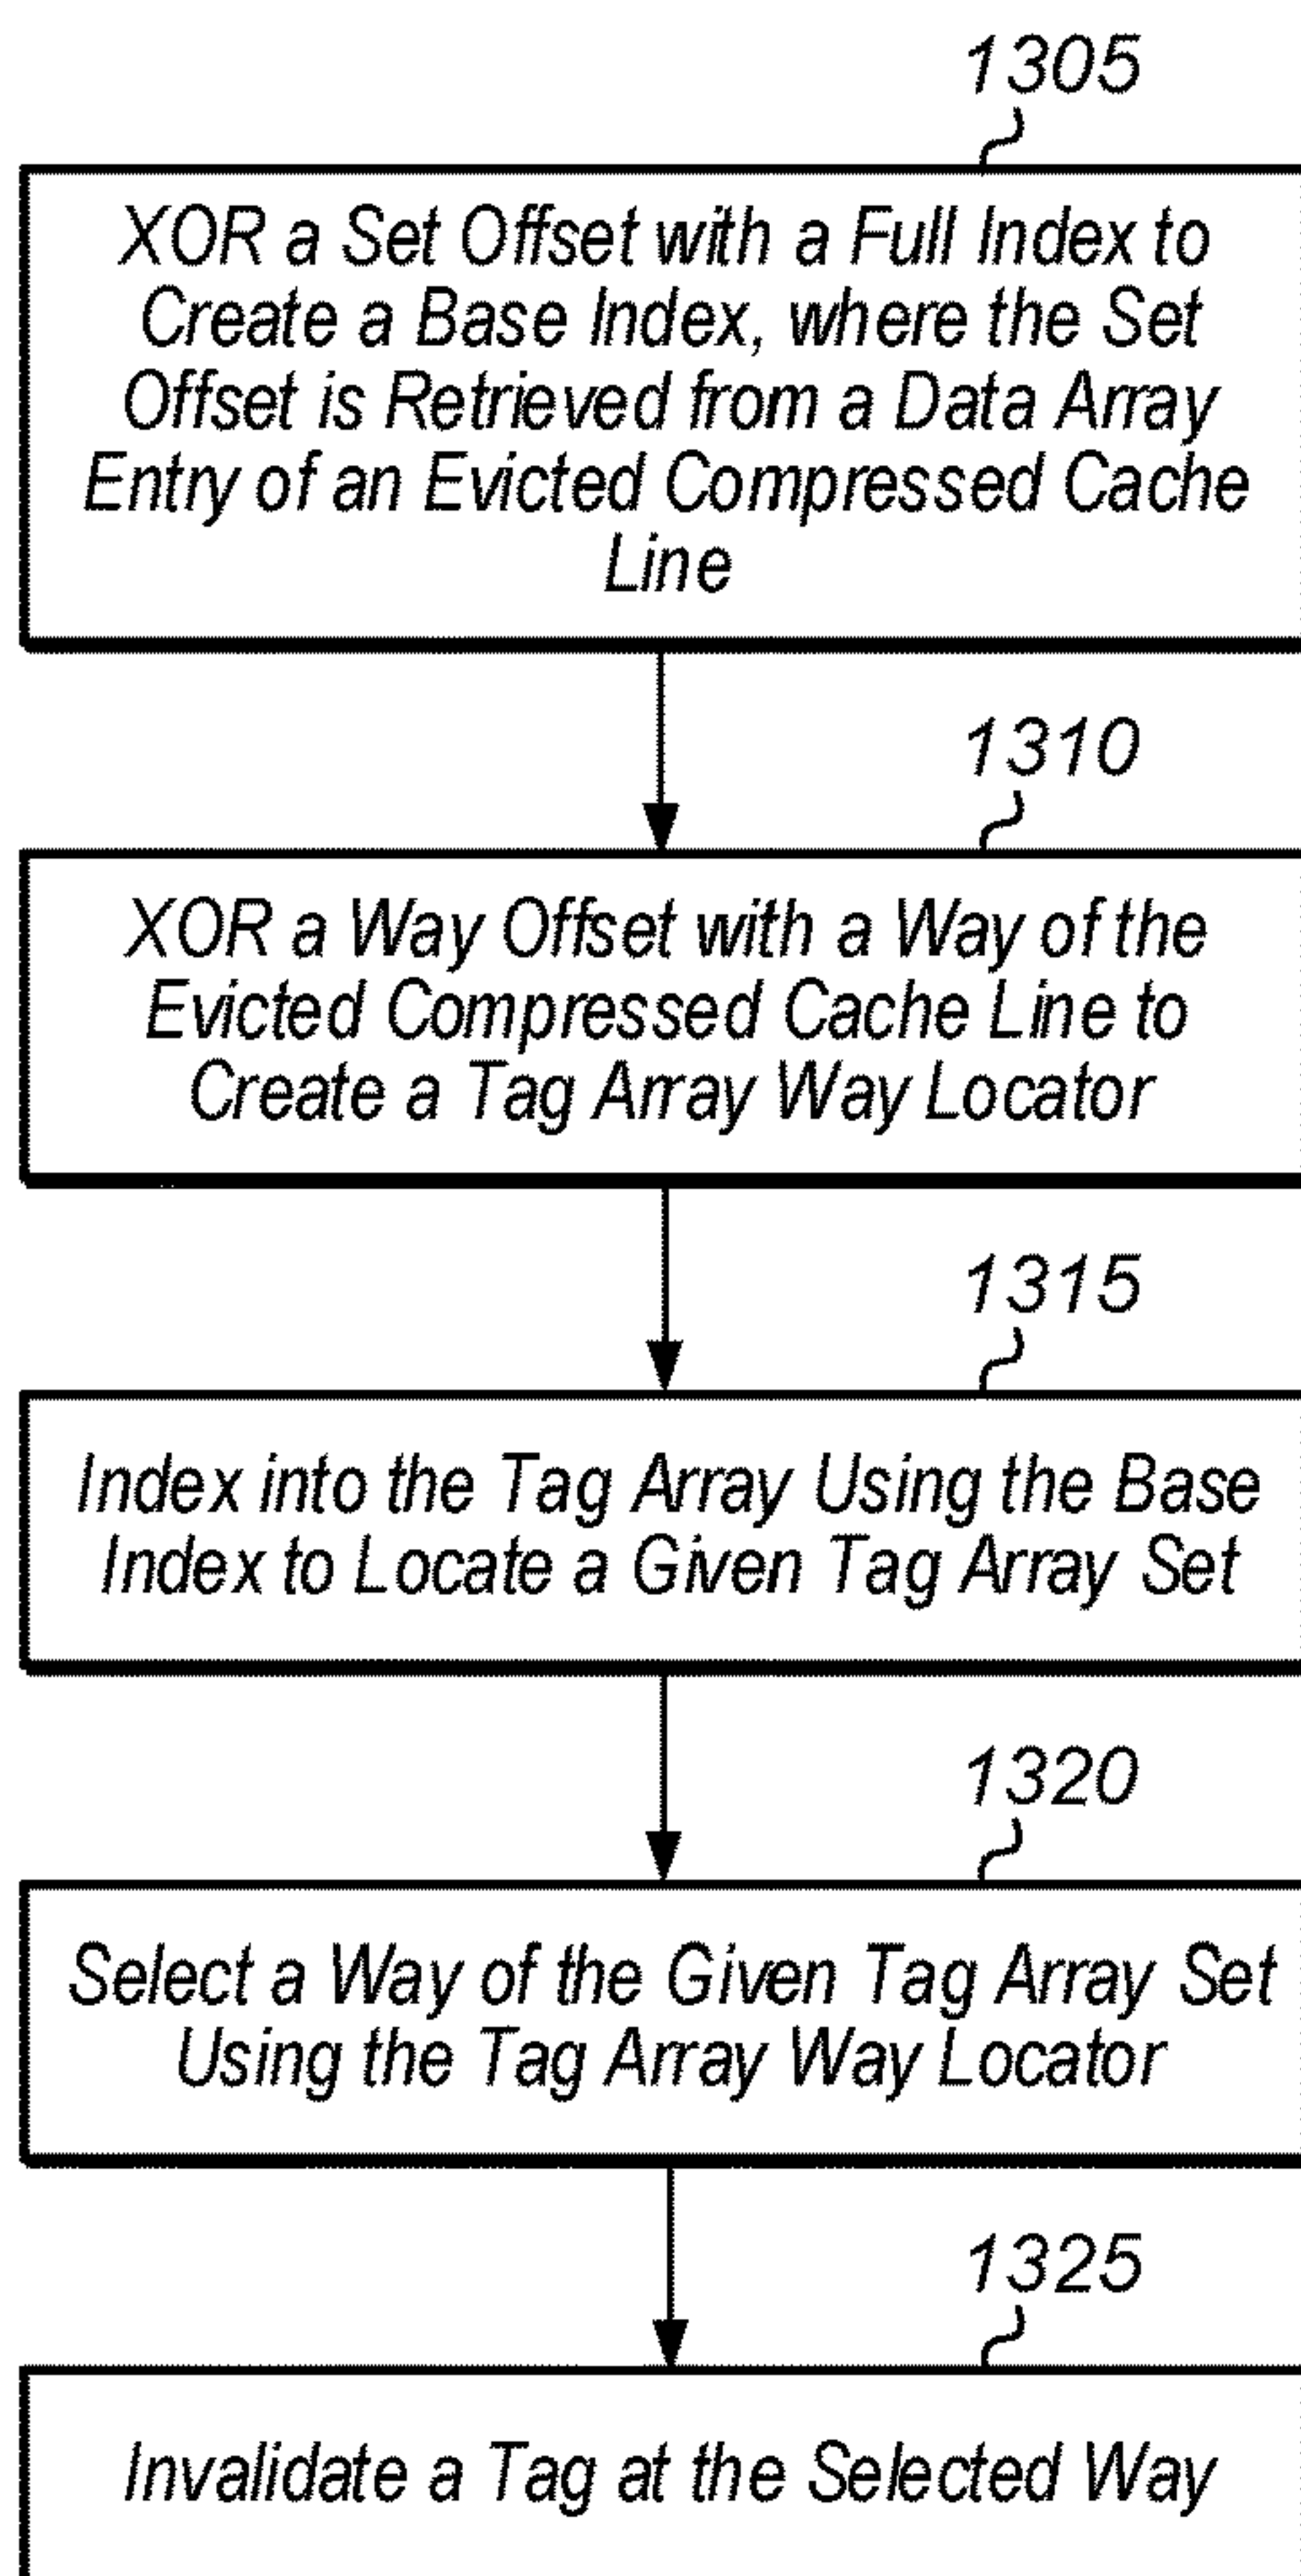 1305
XOR a Set Offset with a Full Index to
Create a Base Index, where the Set
Offset is Retrieved from a Data Array
Entry of an Evicted Compressed Cache
Line
1310
XOR a Way Offset with a Way of the
Evicted Compressed Cache Line to
Create a Tag Array Way Locator
1315
Index into the Tag Array Using the Base
Index to Locate a Given Tag Array Set
1320
Select a Way of the Given Tag Array Set
Using the Tag Array Way Locator
1325
Invalidate a Tag at the Selected Way